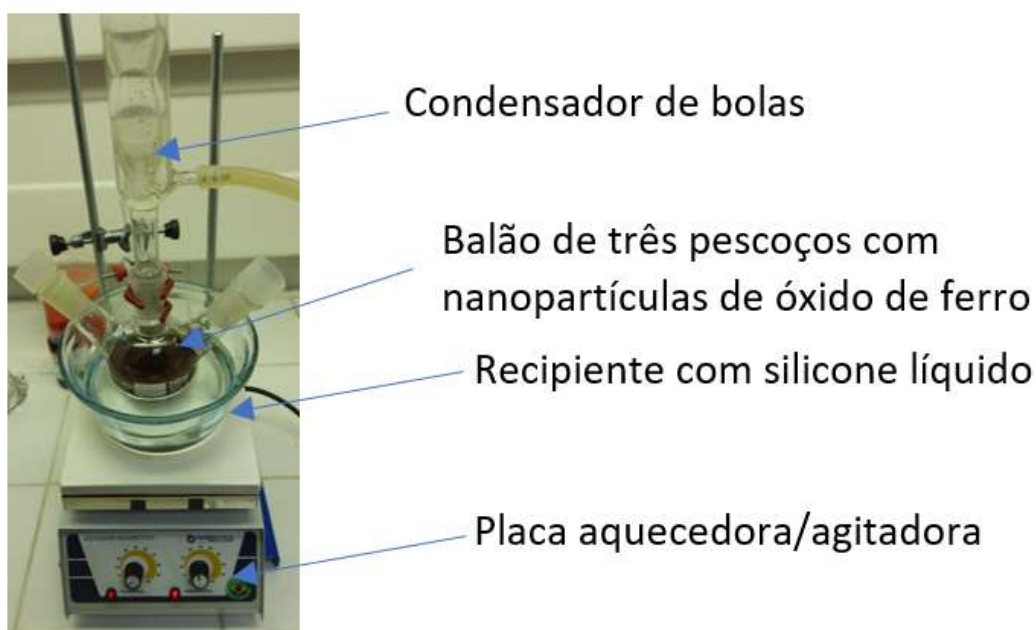 Condensador de bolas
Balão de três pescoços com
nanopartículas de óxido de ferro
Recipiente com silicone líquido
Placa aquecedora/agitadora